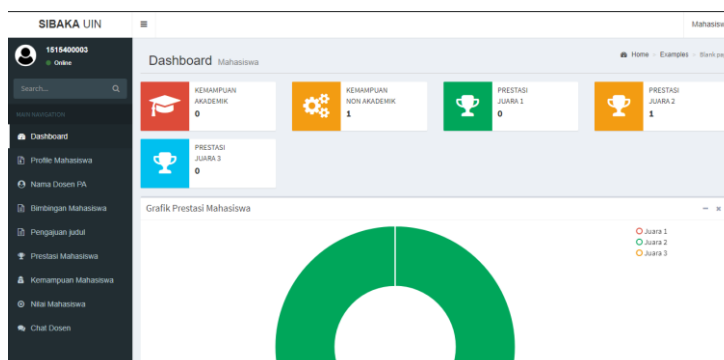 SIBAKA UIN
Mahasisw
1515400003
Online
Dashboard Mahasiswa
Home > Examples > Blank pag
Search...
MAIN NAVIGATION
Dashboard
Profile Mahasiswa
Nama Dosen PA
Bimbingan Mahasiswa
Pengajuan judul
Prestasi Mahasiswa
Kemampuan Mahasiswa
Nilai Mahasiswa
Chat Dosen
KEMAMPUAN
AKADEMIK
0
KEMAMPUAN
NON AKADEMIK
1
PRESTASI
JUARA 1
0
PRESTASI
JUARA 2
1
PRESTASI
JUARA 3
0
Grafik Prestasi Mahasiswa
Juara 1
Juara 2
Juara 3